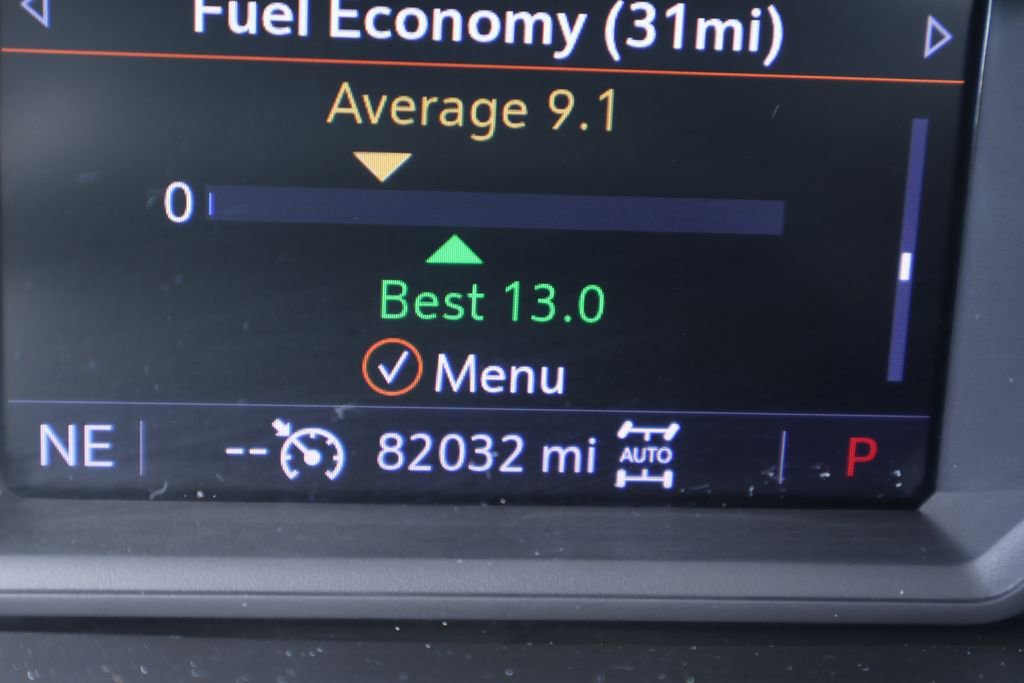 Fuel Economy (31mi)
Average 9.1
0
Best 13.0
Menu
NE -- 82032 mi AUTO P